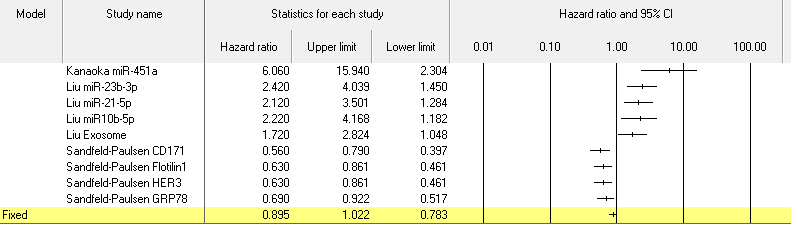 Model Study name Statistics for each study Hazard ratio and 95% CI
Hazard ratio Upper limit Lower limit 0.01 0.10 1.00 10.00 100.00
Kanaoka miR-451a 6.060 15.940 2.304
Liu miR-23b-3p 2.420 4.039 1.450
Liu miR-21-5p 2.120 3.501 1.284
Liu miR10b-5p 2.220 4.168 1.182
Liu Exosome 1.720 2.824 1.048
Sandfeld-Paulsen CD171 0.560 0.790 0.397
Sandfeld-Paulsen Flotilin1 0.630 0.861 0.461
Sandfeld-Paulsen HER3 0.630 0.861 0.461
Sandfeld-Paulsen GRP78 0.690 0.922 0.517
Fixed 0.895 1.022 0.783